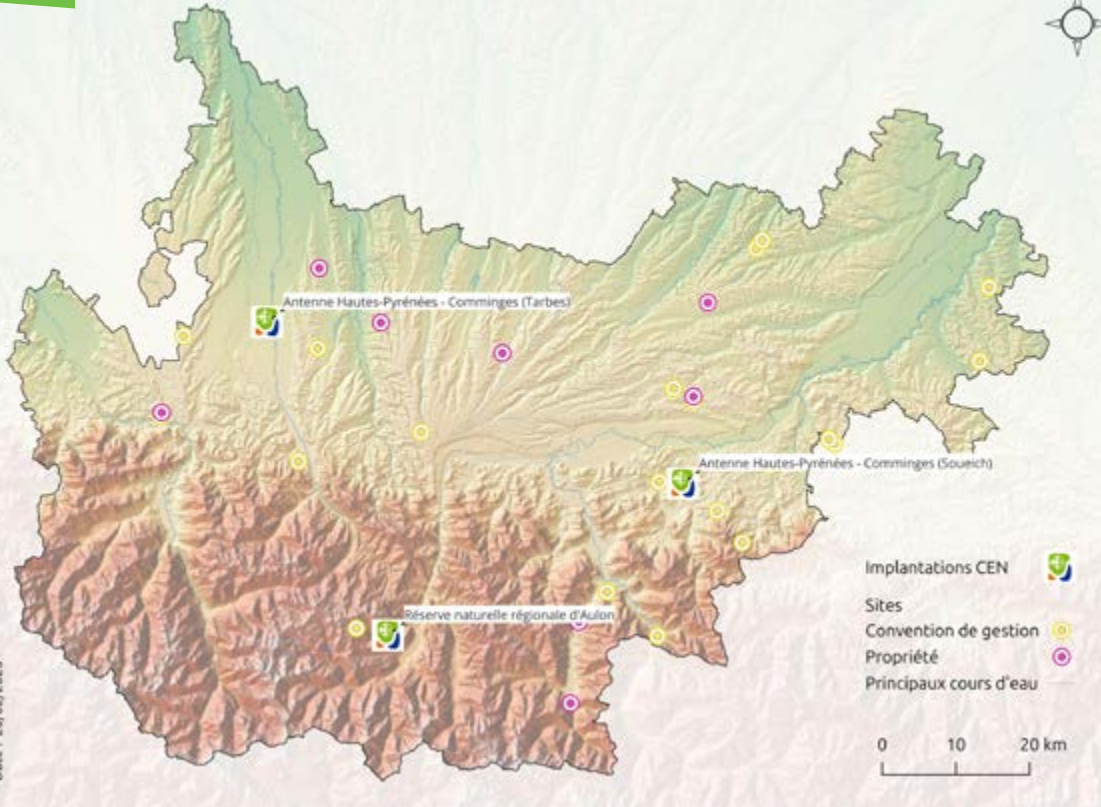 Antenne Hautes-Pyrénées - Comminges (Tarbes)
Antenne Hautes-Pyrénées - Comminges (Soueich)
Réserve naturelle régionale d'Aulon
Implantations CEN
Sites
Convention de gestion
Propriété
Principaux cours d'eau
0 10 20 km